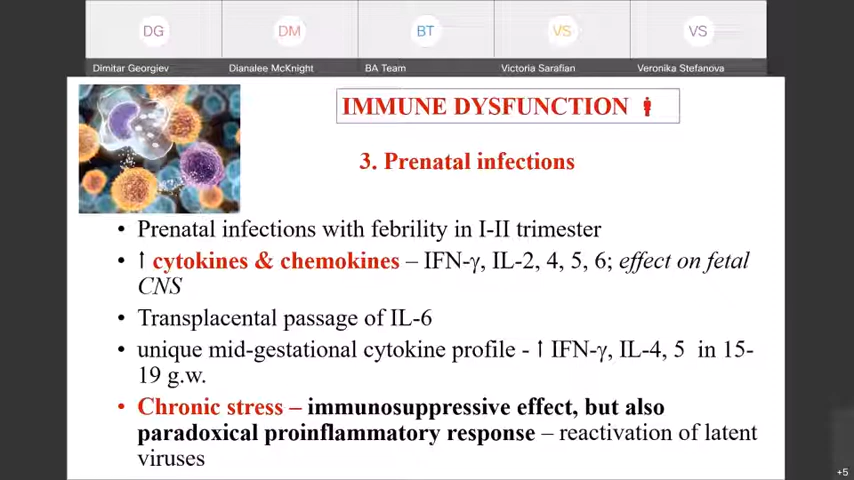 DG
DM
BT
VS
VS
Dimitar Georgiev
Dianalee McKnight
BA Team
Victoria Sarafian
Veronika Stefanova
IMMUNE DYSFUNCTION
3. Prenatal infections
• Prenatal infections with febrility in I-II trimester
• ↑ cytokines & chemokines – IFN-γ, IL-2, 4, 5, 6; effect on fetal
CNS
• Transplacental passage of IL-6
• unique mid-gestational cytokine profile - ↑ IFN-γ, IL-4, 5 in 15-
19 g.w.
• Chronic stress – immunosuppressive effect, but also
paradoxical proinflammatory response – reactivation of latent
viruses
+5